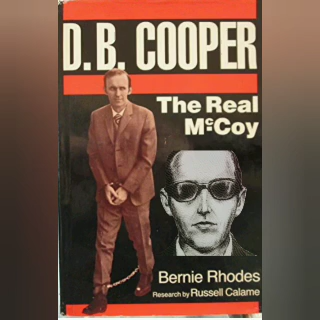 D.B. COOPER
The Real
McCoy
Bernie Rhodes
Research by Russell Calame